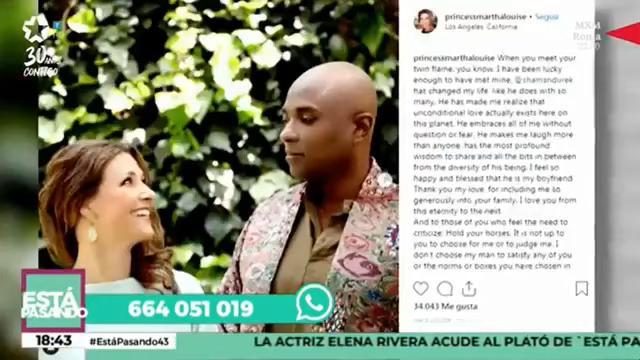 30 AÑOS
CONTIGO
princessmarthalouise • Seguir
Los Angeles, California
princessmarthalouise When you meet your
twin flame, you know. I have been lucky
enough to have met mine. @shamandurek
has changed my life, like he does with so
many. He has made me realize that
unconditional love actually exists here on
this planet. He embraces all of me without
question or fear. He makes me laugh more
than anyone, has the most profound
wisdom to share and all the bits in between
from the diversity of his being. I feel so
happy and blessed that he is my boyfriend
Thank you my love, for including me so
generously into your family. I love you from
this eternity to the next.
And to those of you who feel the need to
criticize: Hold your horses. It is not up to
you to choose for me or to judge me. I
don't choose my man to satisfy any of you
or the norms or boxes you have chosen in
34.043 Me gusta
MXM
Ronja
22:30
ESTÁ
PASANDO
664 051 019
18:43
#EstáPasando43
LA ACTRIZ ELENA RIVERA ACUDE AL PLATÓ DE ´ESTÁ PA